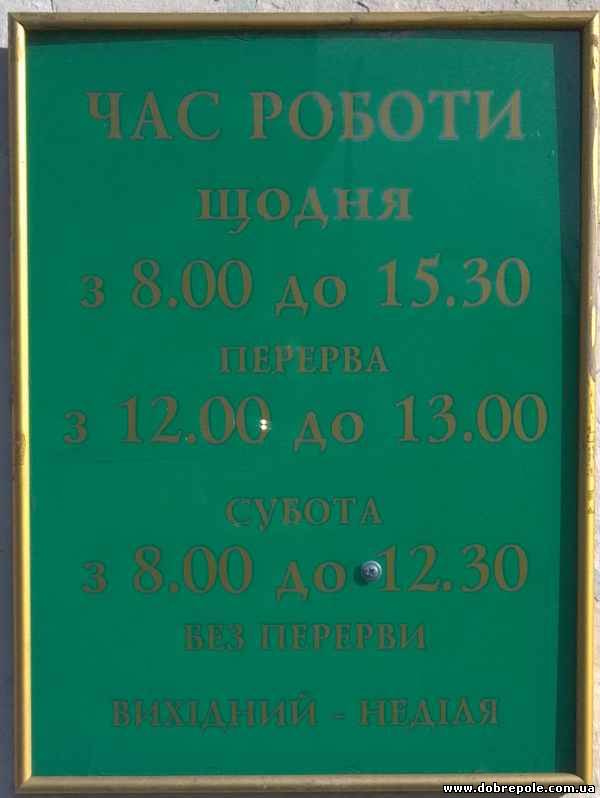 ЧАС РОБОТИ
ЩОДНЯ
з 8.00 до 15.30
ПЕРЕРВА
з 12.00 до 13.00
СУБОТА
з 8.00 до 12.30
БЕЗ ПЕРЕРВИ
ВИХІДНИЙ - НЕДІЛЯ
www.dobrepole.com.ua